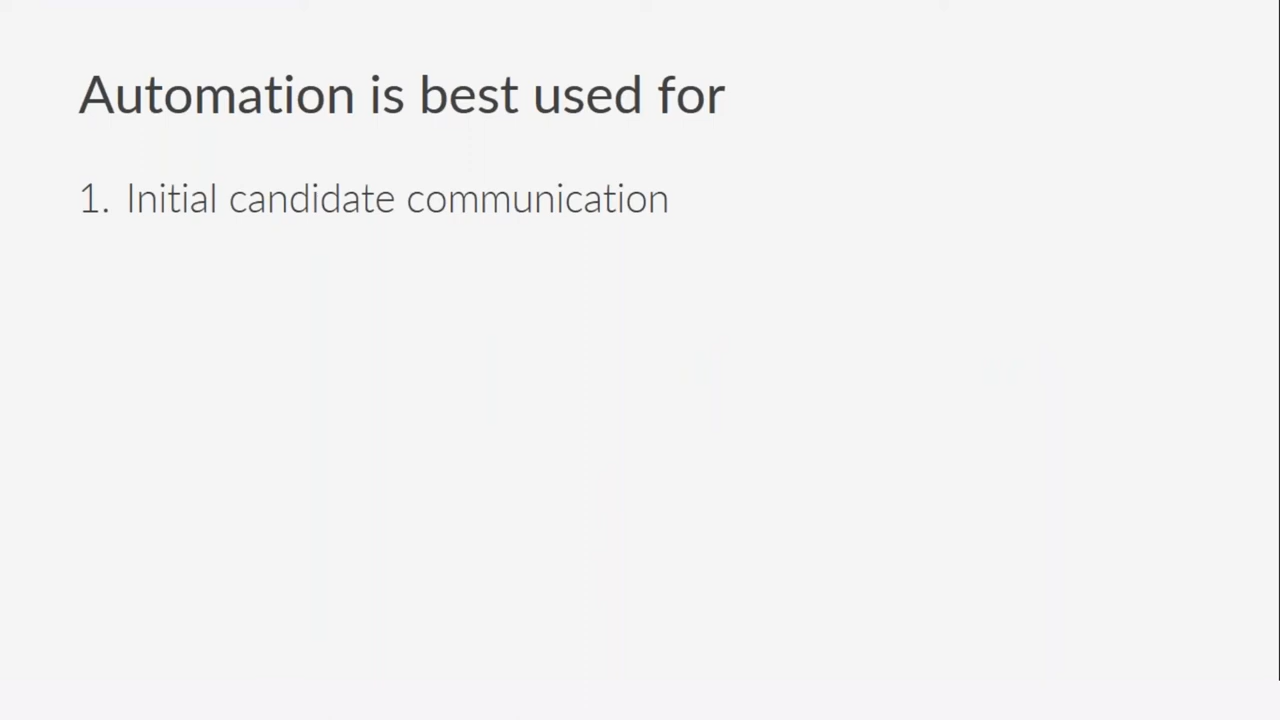 Automation is best used for
1. Initial candidate communication